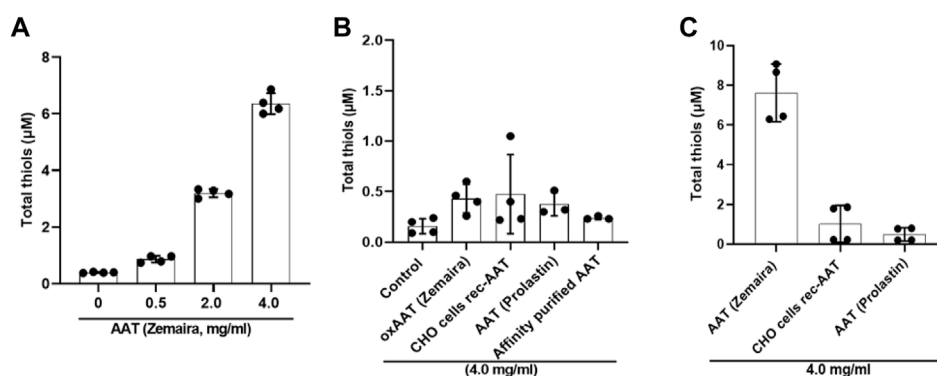 A
Total thiols (μM)
8
6
4
2
0
0 0.5 2.0 4.0
AAT (Zemaira, mg/ml)
B
Total thiols (μM)
2.0
1.5
1.0
0.5
0.0
Control
oxAAT (Zemaira)
CHO cells rec-AAT
AAT (Prolastin)
Affinity purified AAT
(4.0 mg/ml)
C
Total thiols (μM)
10
8
6
4
2
0
AAT (Zemaira)
CHO cells rec-AAT
AAT (Prolastin)
4.0 mg/ml